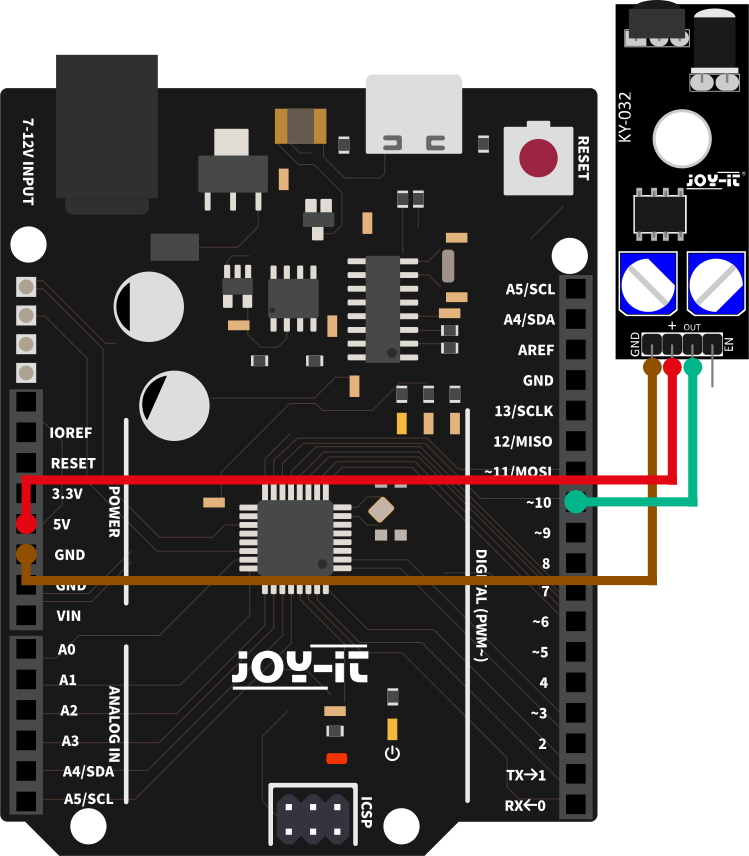 7-12V INPUT
RESET
KY-032
JOY-iT®
GND
+
OUT
EN
IOREF
RESET
3.3V
5V
GND
GND
VIN
POWER
A0
A1
A2
A3
A4/SDA
A5/SCL
ANALOG IN
A5/SCL
A4/SDA
AREF
GND
13/SCLK
12/MISO
~11/MOSI
~10
~9
8
7
~6
~5
4
~3
2
TX→1
RX←0
DIGITAL (PWM~)
JOY-iT
ICSP